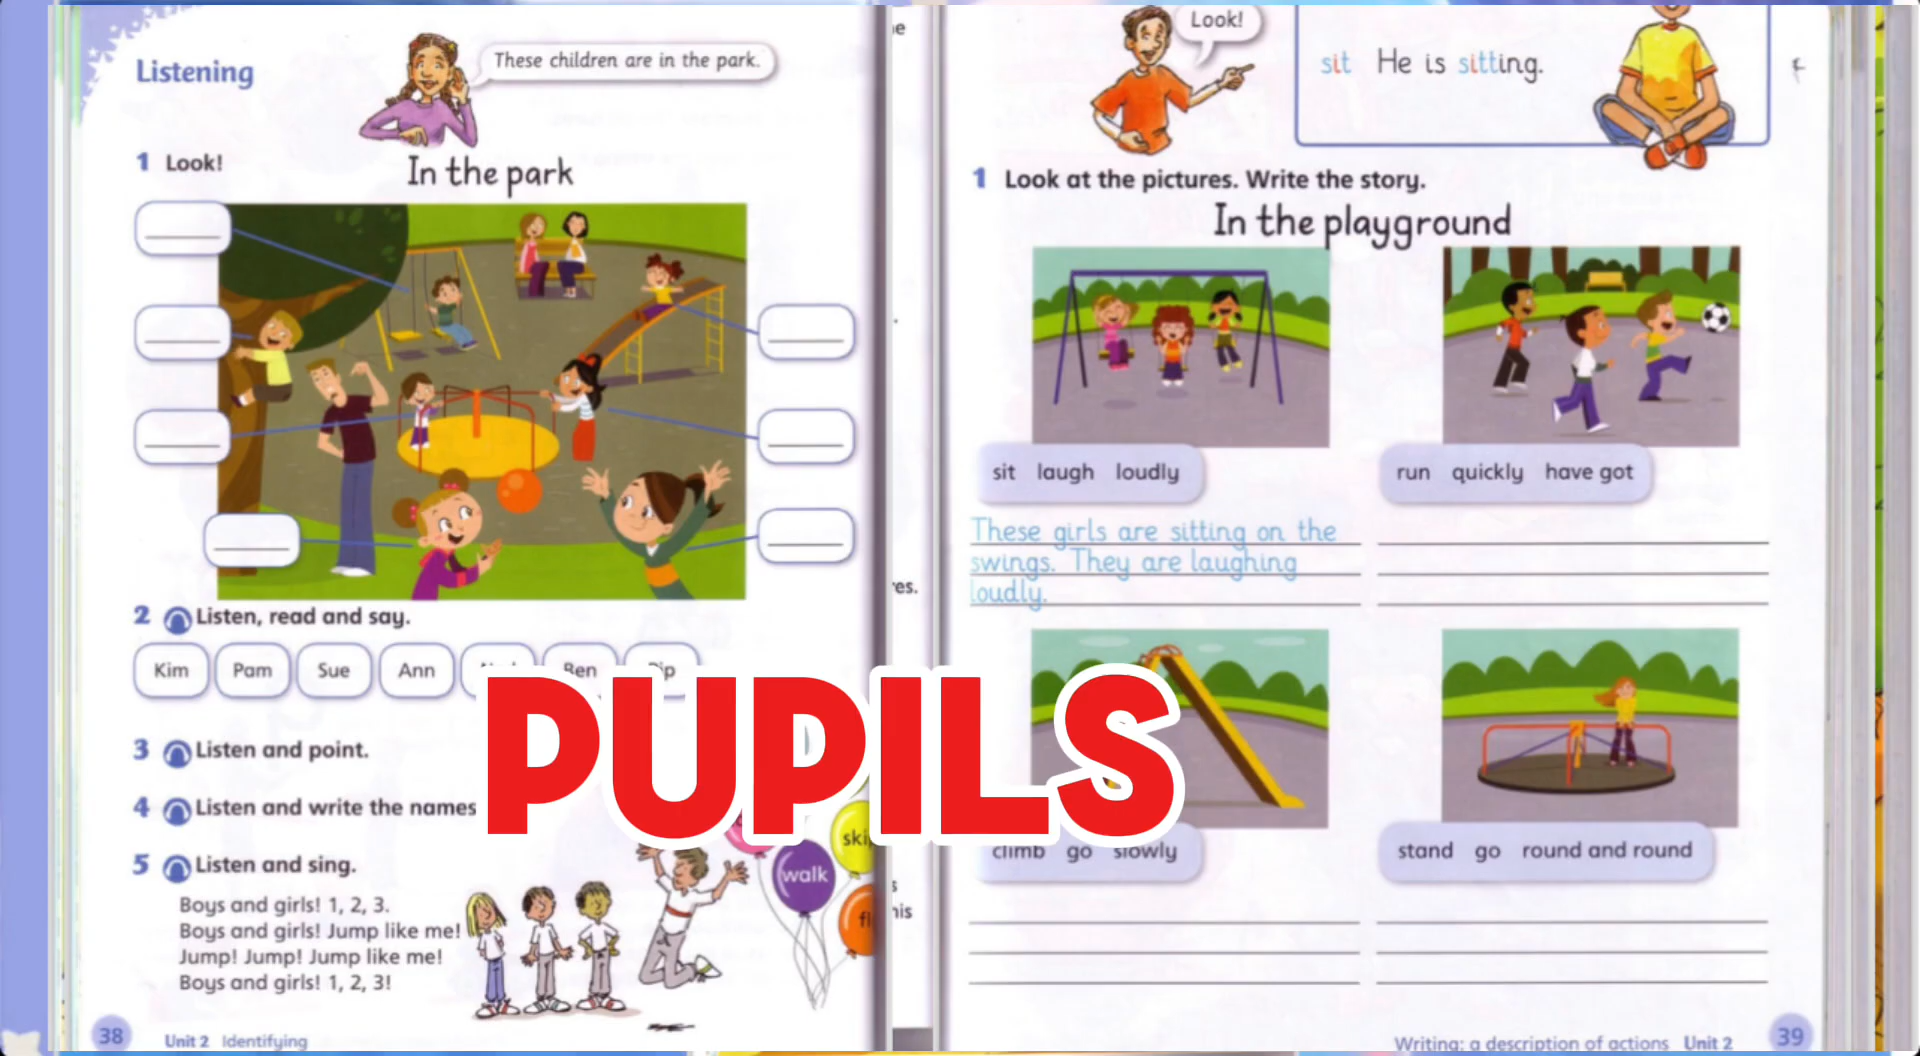 Listening
These children are in the park.
1 Look!
In the park
2 Listen, read and say.
Kim Pam Sue Ann Ben
3 Listen and point.
4 Listen and write the names
5 Listen and sing.
Boys and girls! 1, 2, 3.
Boys and girls! Jump like me!
Jump! Jump! Jump like me!
Boys and girls! 1, 2, 3!
walk
38
Unit 2 Identifying
PUPILS
Look!
sit He is sitting.
1 Look at the pictures. Write the story.
In the playground
sit laugh loudly
run quickly have got
These girls are sitting on the
swings. They are laughing
loudly.
climb go slowly
stand go round and round
Writing: a description of actions Unit 2
39